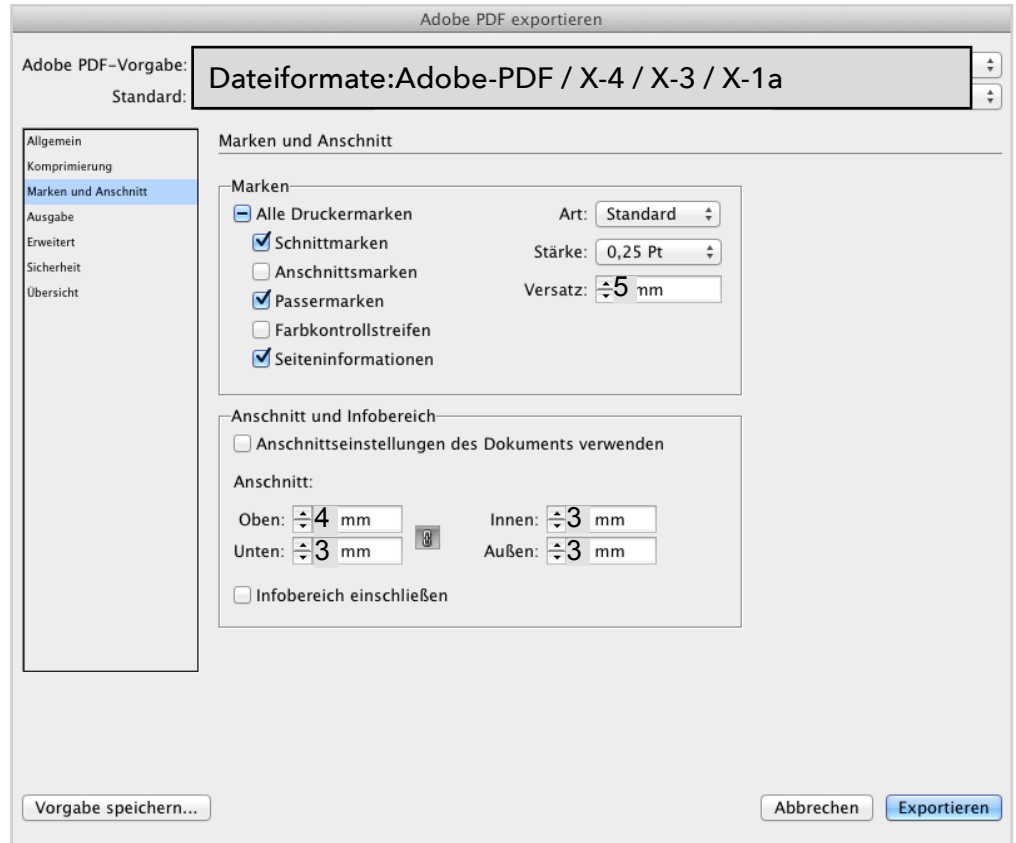 Adobe PDF exportieren
Adobe PDF-Vorgabe:
Dateiformate:Adobe-PDF / X-4 / X-3 / X-1a
Standard:
Allgemein
Komprimierung
Marken und Anschnitt
Ausgabe
Erweitert
Sicherheit
Übersicht
Marken und Anschnitt
Marken
Alle Druckermarken
Schnittmarken
Anschnittsmarken
Passermarken
Farbkontrollstreifen
Seiteninformationen
Art: Standard
Stärke: 0,25 Pt
Versatz: 5 mm
Anschnitt und Infobereich
Anschnittseinstellungen des Dokuments verwenden
Anschnitt:
Oben: 4 mm Innen: 3 mm
Unten: 3 mm Außen: 3 mm
Infobereich einschließen
Vorgabe speichern... Abbrechen Exportieren